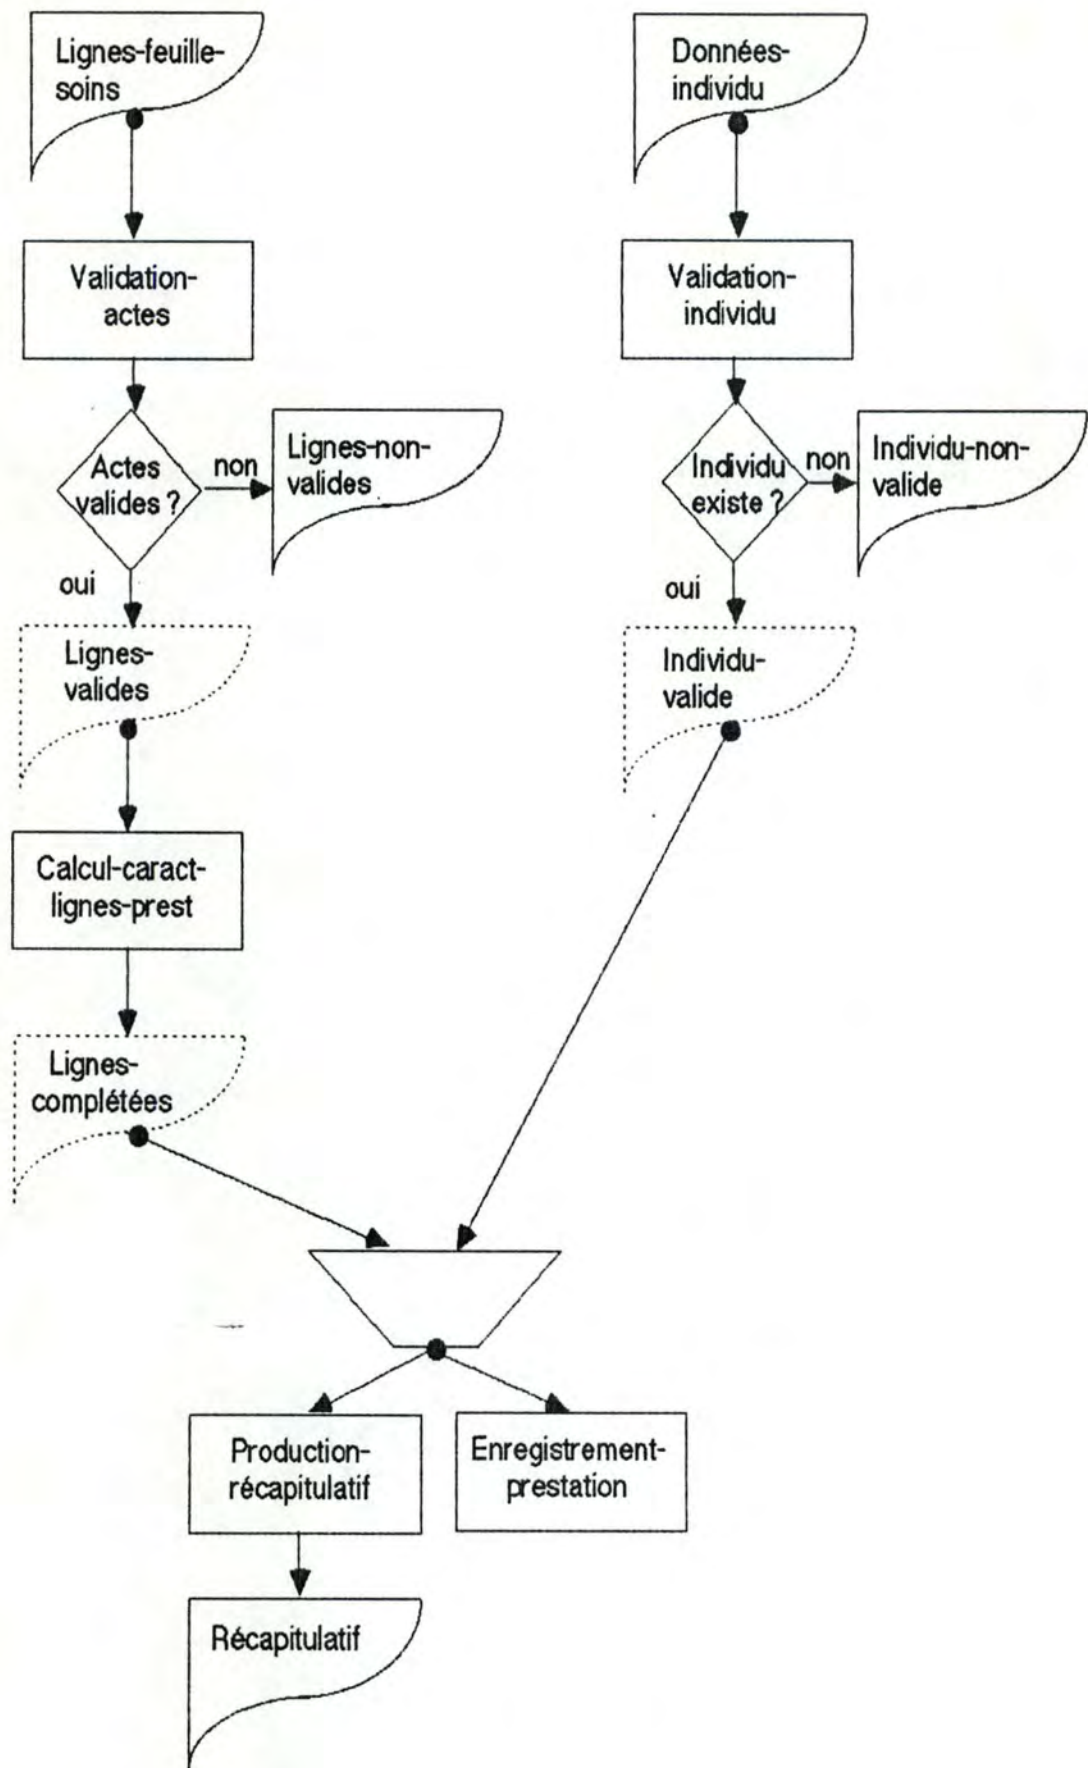 Lignes-feuille-
soins
Données-
individu
Validation-
actes
Validation-
individu
Actes
valides ?
non
Lignes-non-
valides
Individu
existe ?
non
Individu-non-
valide
oui
oui
Lignes-
valides
Individu-
valide
Calcul-caract-
lignes-prest
Lignes-
complétées
Production-
récapitulatif
Enregistrement-
prestation
Récapitulatif